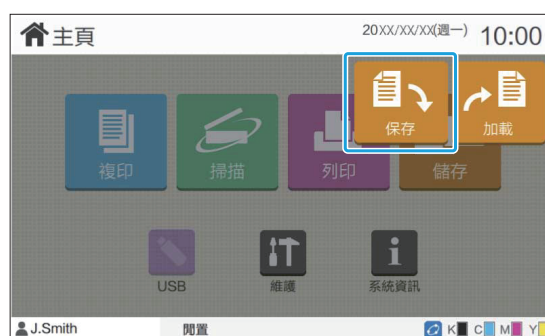 主頁
20XX/XX/XX(週一) 10:00
保存 加載
複印 掃描 列印 儲存
USB 維護 系統資訊
J.Smith 閒置 K C M Y